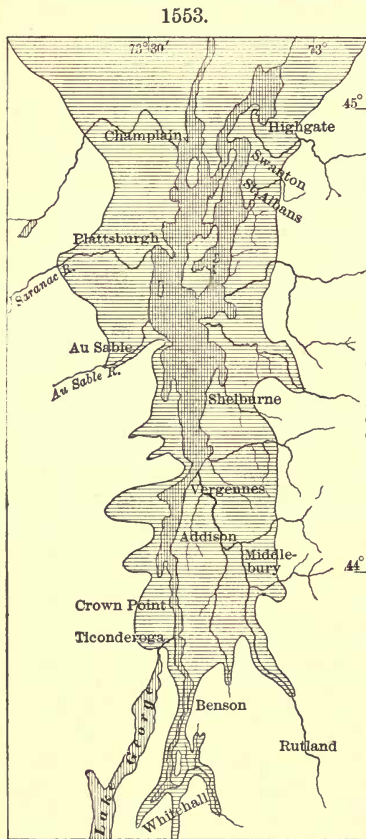 1553.
73°30′
73°
45°
Champlain
Highgate
Swanton
St. Albans
Plattsburgh
Saranac R.
Au Sable
Au Sable R.
Shelburne
Vergennes
Addison
Middle-
bury
44°
Crown Point
Ticonderoga
Lake George
Benson
Rutland
Whitehall